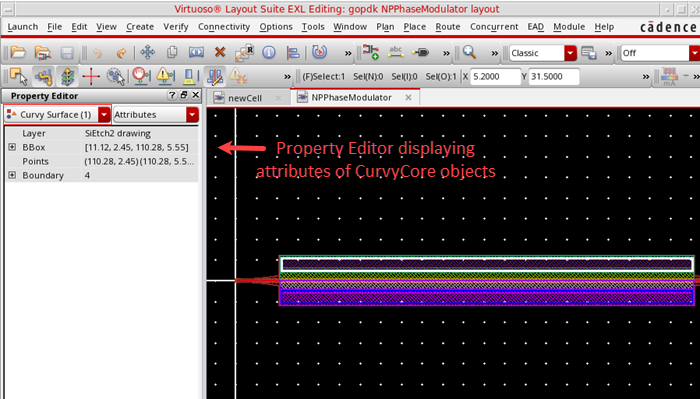 Virtuoso® Layout Suite EXL Editing: gopdk NPPhaseModulator layout
Launch File Edit View Create Verify Connectivity Options Tools Window Place Route Concurrent EAD Module Help cādence
Classic Off
(F)Select:1 Sel(N):0 Sel(I):0 Sel(O):1 X 5.2000 Y 31.5000
Property Editor
newCell NPPhaseModulator
Curvy Surface (1) Attributes
Layer SiEtch2 drawing
BBox [11.12, 2.45, 110.28, 5.55]
Points (110.28, 2.45) (110.28, 5.5...
Boundary 4
Property Editor displaying
attributes of CurvyCore objects